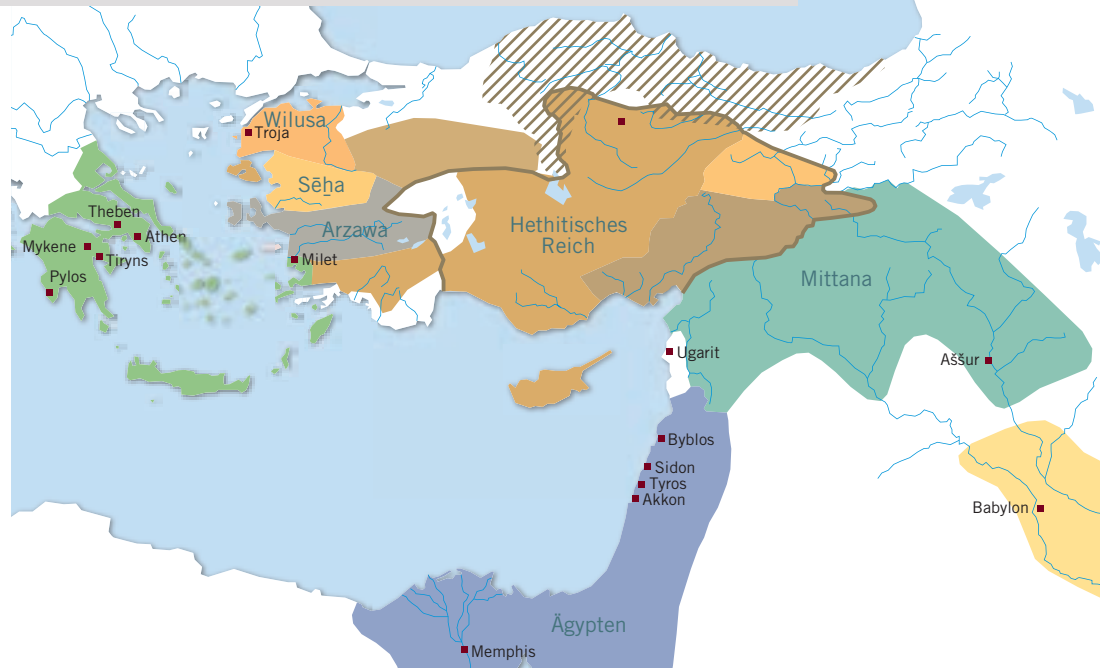 Wilusa
Troja
Sēḫa
Theben
Athen
Mykene
Tiryns
Pylos
Arzawa
Milet
Hethitisches
Reich
Mittana
Ugarit
Aššur
Byblos
Sidon
Tyros
Akkon
Babylon
Ägypten
Memphis